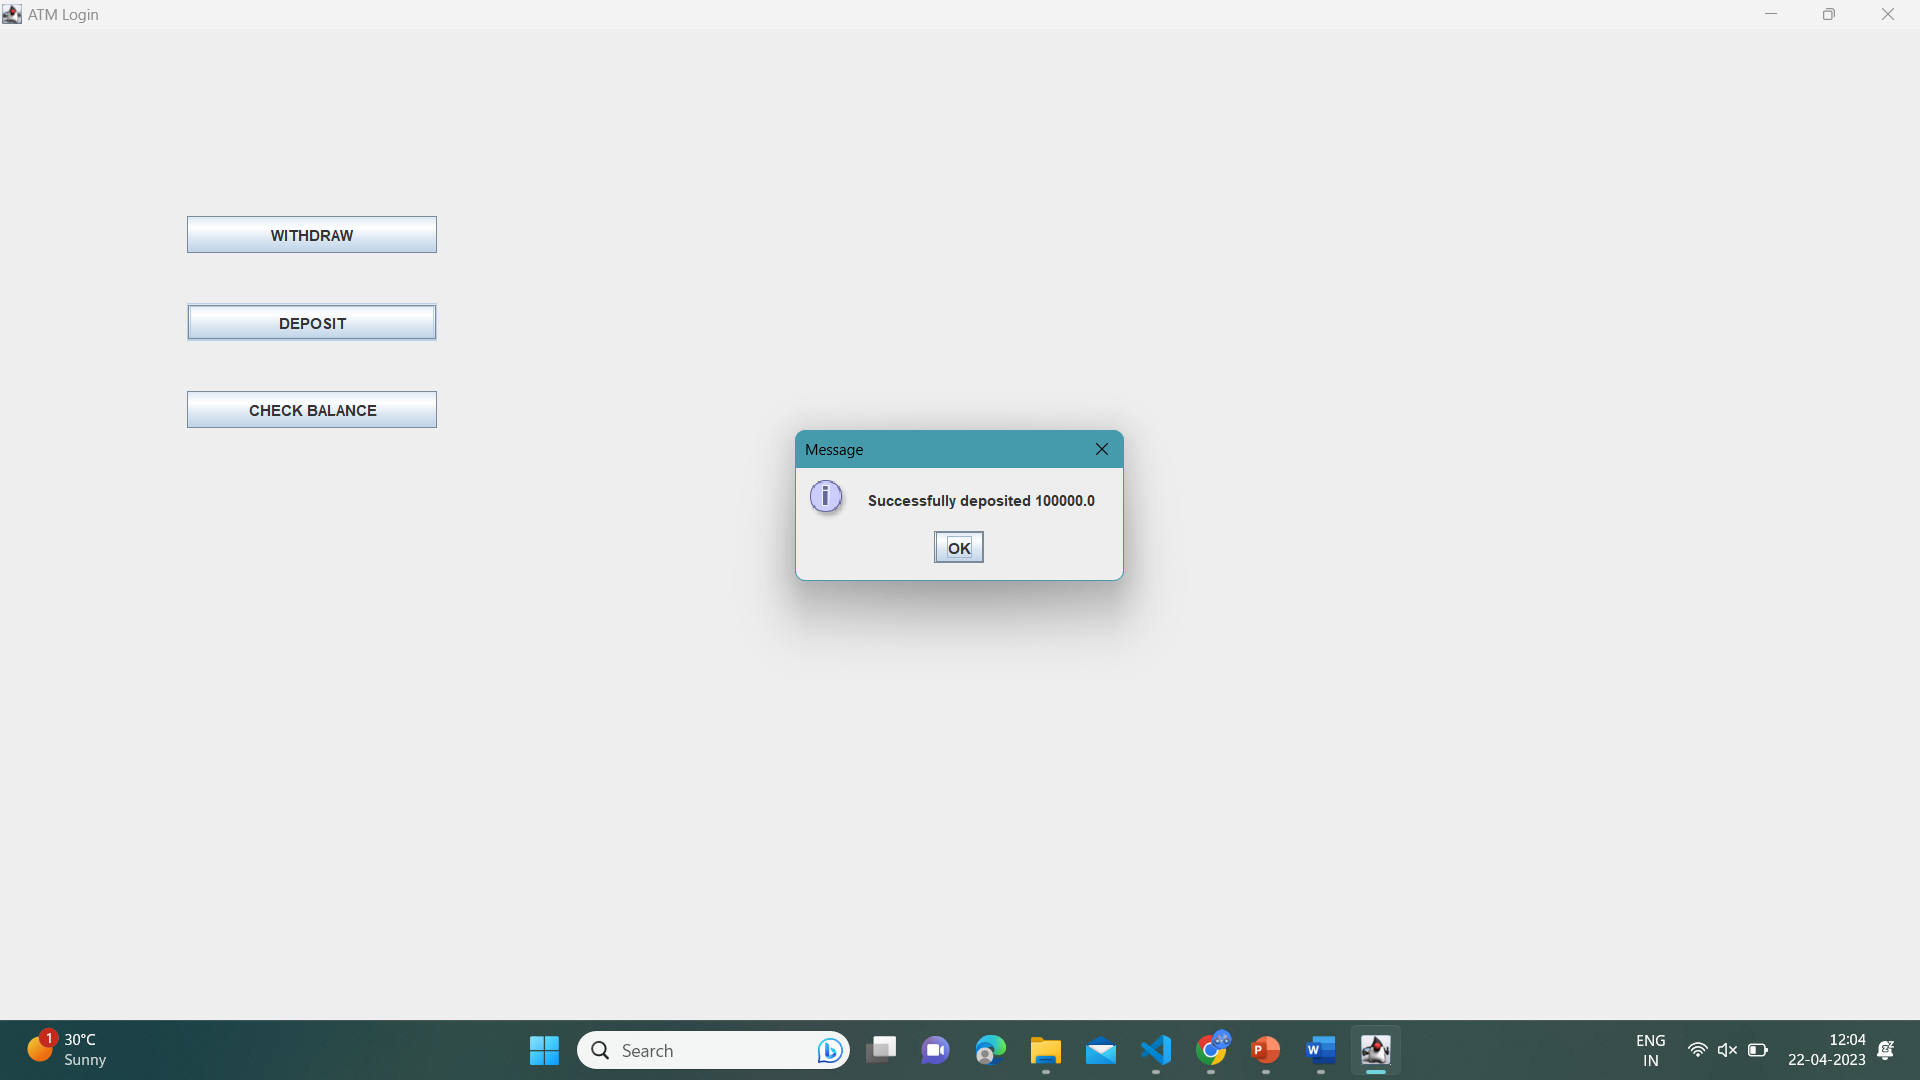 ATM Login
WITHDRAW
DEPOSIT
CHECK BALANCE
Message
i
Successfully deposited 100000.0
OK
1
30°C
Sunny
Search
P
W
ENG
IN
12:04
22-04-2023